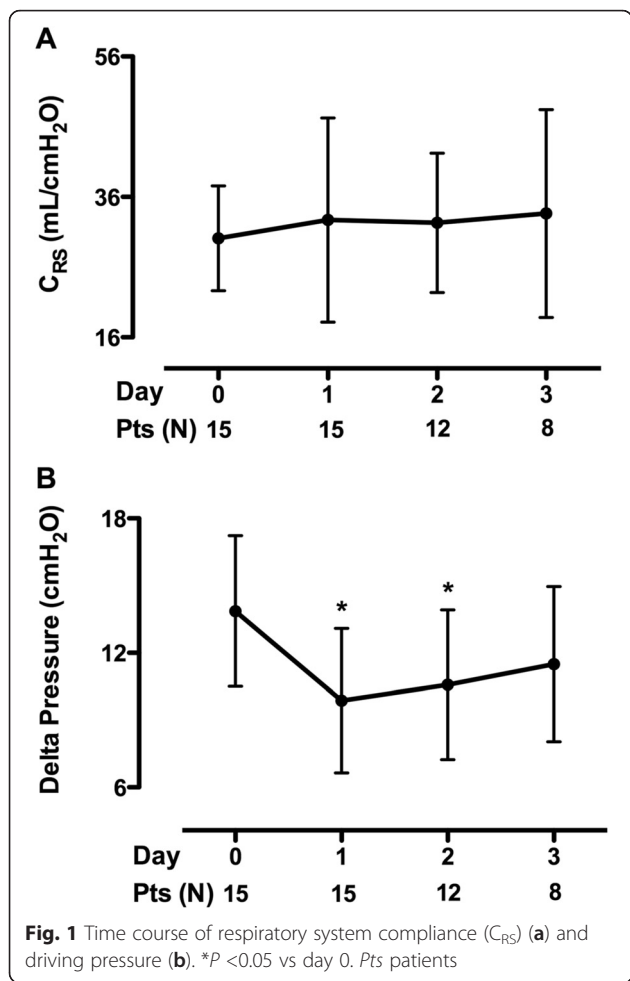 A
56
36
16
C_RS (mL/cmH₂O)
Day 0 1 2 3
Pts (N) 15 15 12 8
B
18
12
6
Delta Pressure (cmH₂O)
* *
Day 0 1 2 3
Pts (N) 15 15 12 8
Fig. 1 Time course of respiratory system compliance (C_RS) (a) and
driving pressure (b). *P <0.05 vs day 0. Pts patients